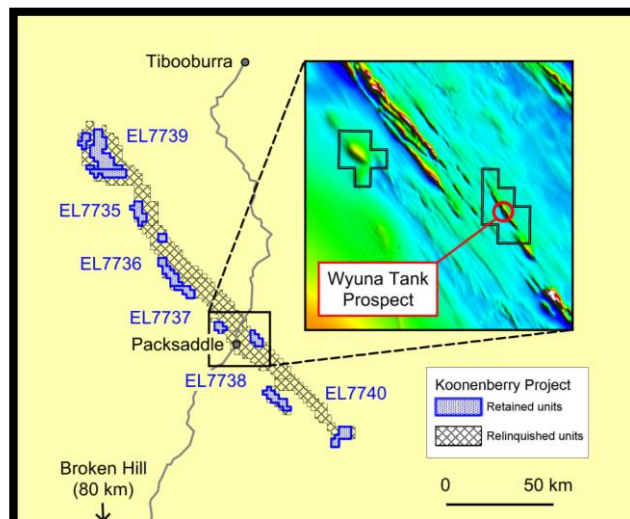 Tibooburra
EL7739
EL7735
EL7736
Wyuna Tank
Prospect
EL7737
Packsaddle
EL7738
EL7740
Koonenberry Project
Retained units
Relinquished units
Broken Hill
(80 km)
0 50 km